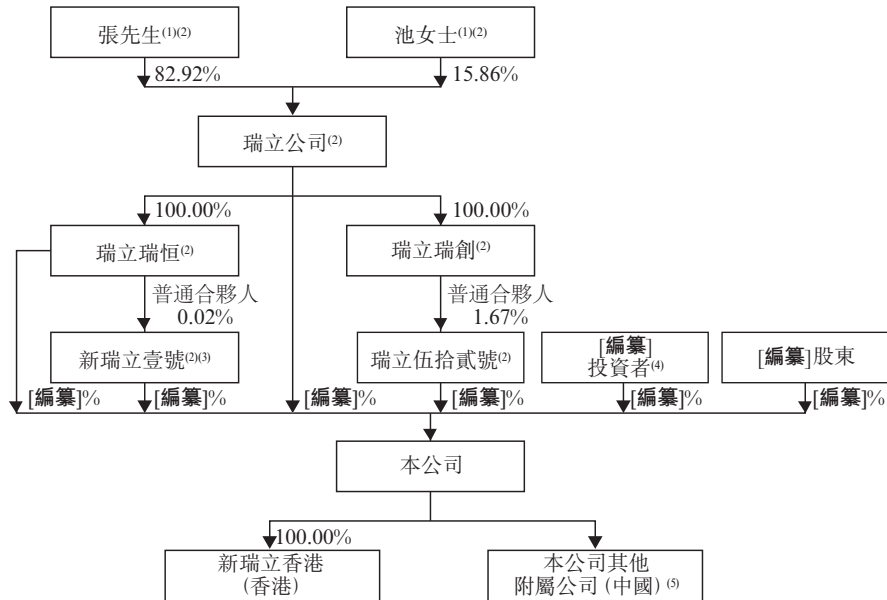 張先生(1)(2)
池女士(1)(2)
82.92%
15.86%
瑞立公司(2)
100.00%
100.00%
瑞立瑞恒(2)
瑞立瑞創(2)
普通合夥人
0.02%
普通合夥人
1.67%
新瑞立壹號(2)(3)
瑞立伍拾貳號(2)
[編纂]
投資者(4)
[編纂]股東
[編纂]%
[編纂]%
[編纂]%
[編纂]%
[編纂]%
[編纂]%
本公司
100.00%
新瑞立香港
(香港)
本公司其他
附屬公司(中國)(5)